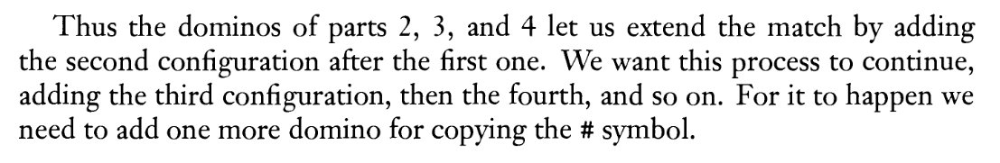 Thus the dominos of parts 2, 3, and 4 let us extend the match by adding
the second configuration after the first one. We want this process to continue,
adding the third configuration, then the fourth, and so on. For it to happen we
need to add one more domino for copying the # symbol.